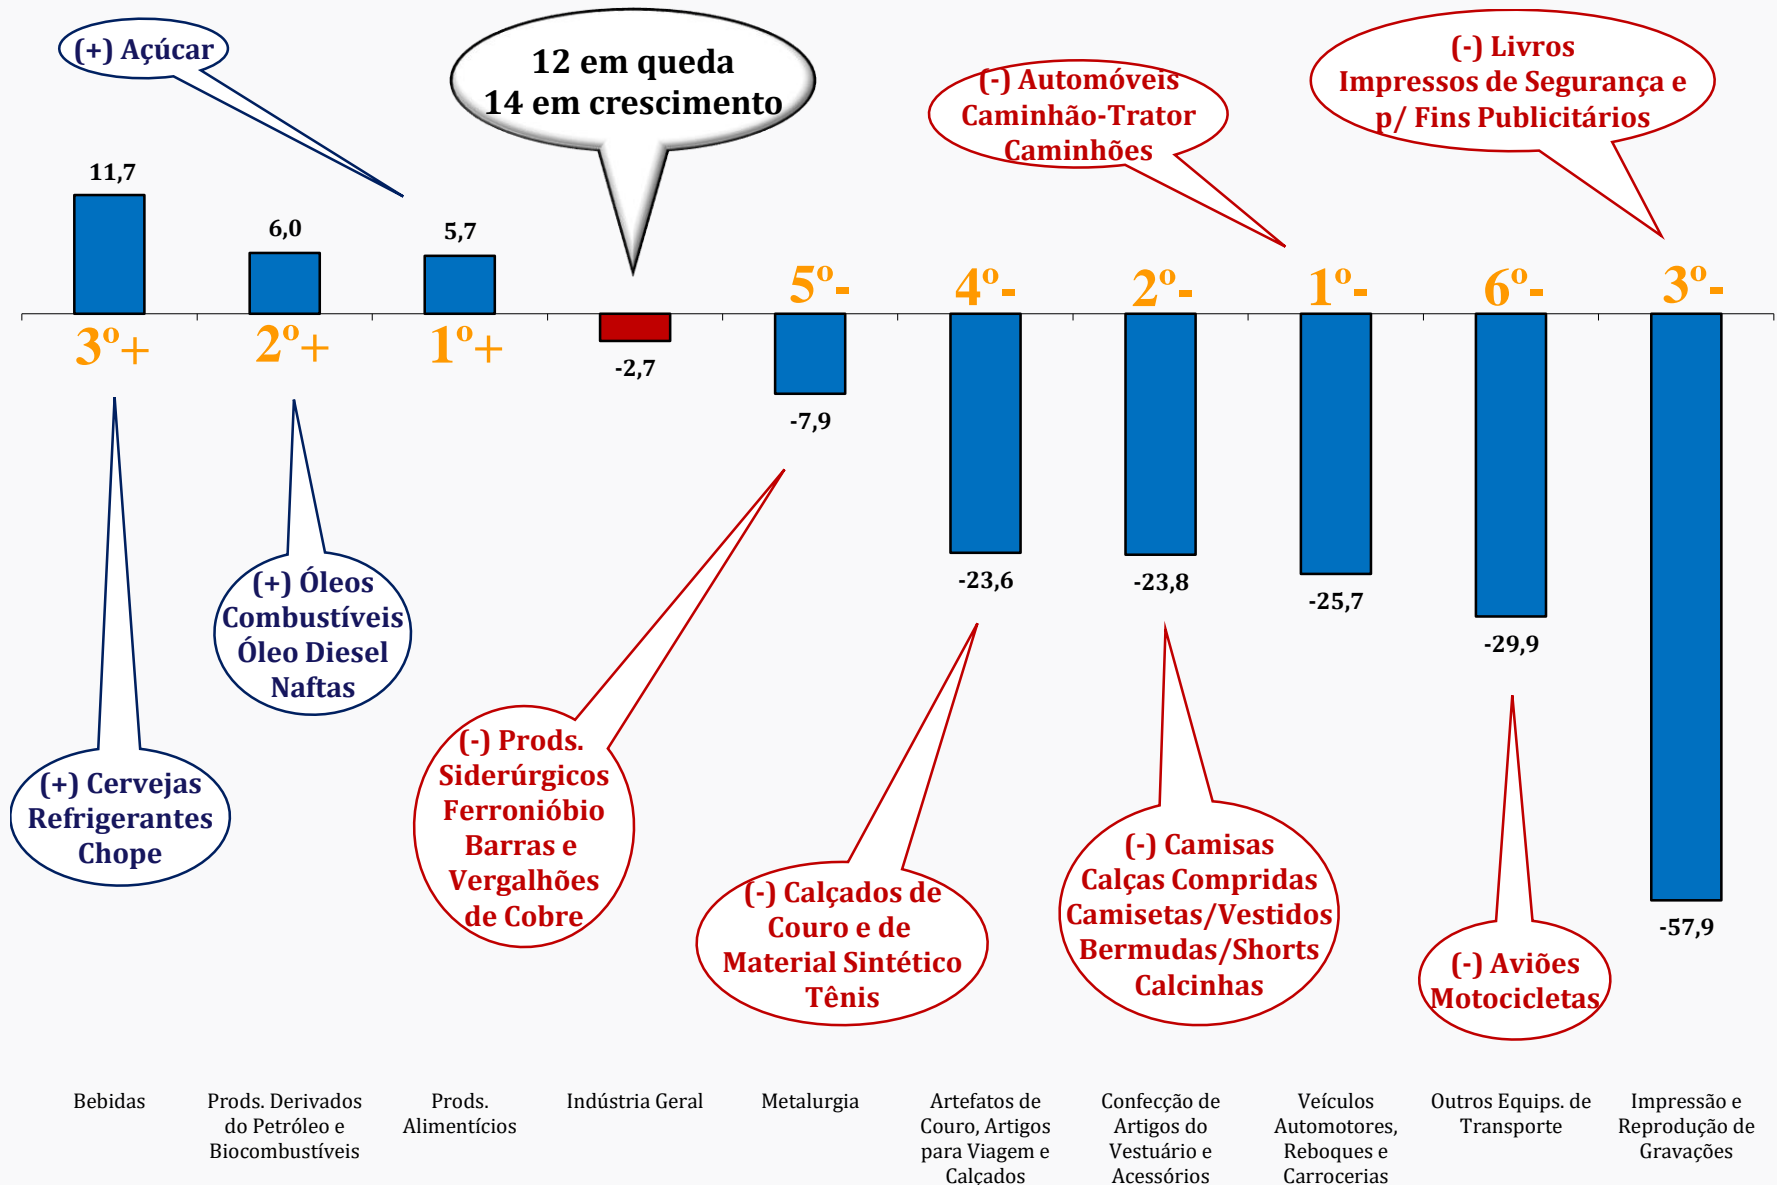 (+) Açúcar
12 em queda
14 em crescimento
(-) Automóveis
Caminhão-Trator
Caminhões
(-) Livros
Impressos de Segurança e
p/ Fins Publicitários
11,7
6,0
5,7
5º-
4º-
2º-
1º-
6º-
3º-
3º+
2º+
1º+
-2,7
-7,9
-23,6
-23,8
-25,7
-29,9
-57,9
(+) Óleos
Combustíveis
Óleo Diesel
Naftas
(+) Cervejas
Refrigerantes
Chope
(-) Prods.
Siderúrgicos
Ferronióbio
Barras e
Vergalhões
de Cobre
(-) Calçados de
Couro e de
Material Sintético
Tênis
(-) Camisas
Calças Compridas
Camisetas/Vestidos
Bermudas/Shorts
Calcinhas
(-) Aviões
Motocicletas
Bebidas
Prods. Derivados
do Petróleo e
Biocombustíveis
Prods.
Alimentícios
Indústria Geral
Metalurgia
Artefatos de
Couro, Artigos
para Viagem e
Calçados
Confecção de
Artigos do
Vestuário e
Acessórios
Veículos
Automotores,
Reboques e
Carrocerias
Outros Equips. de
Transporte
Impressão e
Reprodução de
Gravações